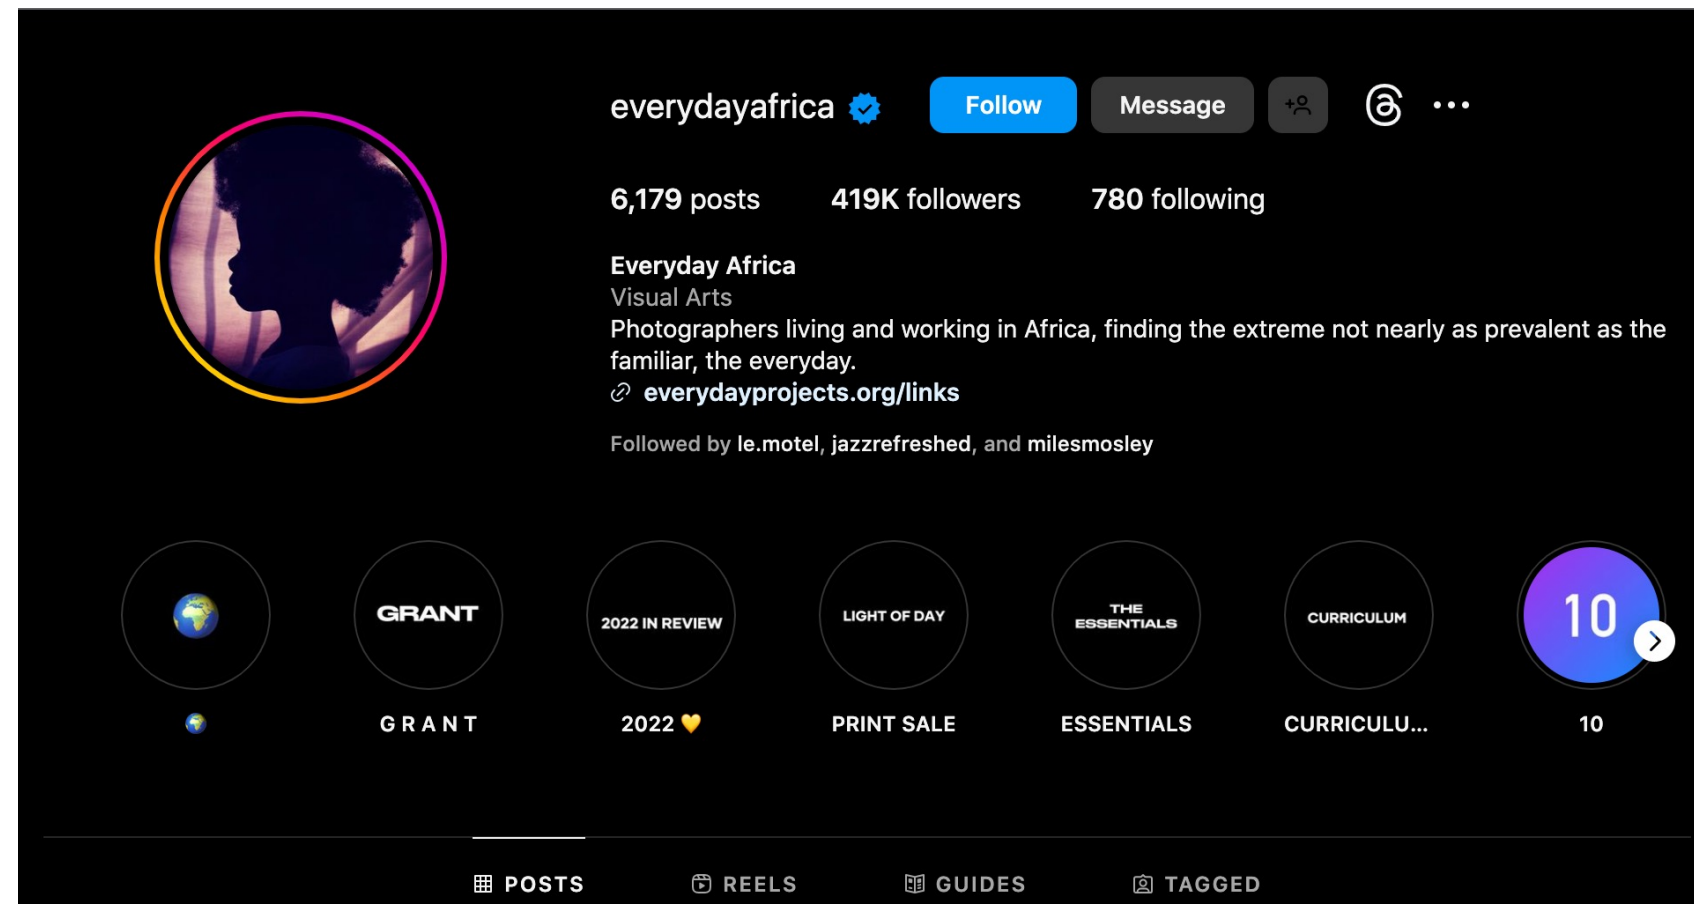 everydayafrica Follow Message
6,179 posts 419K followers 780 following
Everyday Africa
Visual Arts
Photographers living and working in Africa, finding the extreme not nearly as prevalent as the
familiar, the everyday.
everydayprojects.org/links
Followed by le.motel, jazzrefreshed, and milesmosley
GRANT
2022 IN REVIEW
LIGHT OF DAY
THE
ESSENTIALS
CURRICULUM
10
🌍 G R A N T 2022 💛 PRINT SALE ESSENTIALS CURRICULU... 10
POSTS REELS GUIDES TAGGED